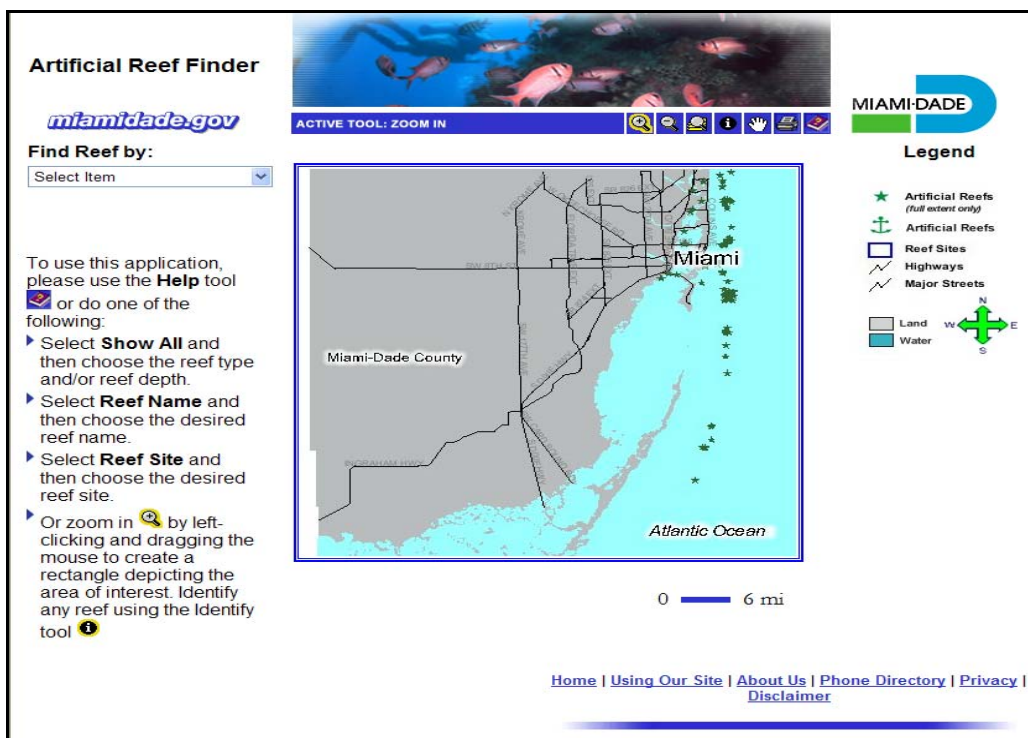 Artificial Reef Finder
miamidade.gov
ACTIVE TOOL: ZOOM IN
MIAMI-DADE
Find Reef by:
Select Item
To use this application,
please use the Help tool
or do one of the
following:
Select Show All and
then choose the reef type
and/or reef depth.
Select Reef Name and
then choose the desired
reef name.
Select Reef Site and
then choose the desired
reef site.
Or zoom in by left-
clicking and dragging the
mouse to create a
rectangle depicting the
area of interest. Identify
any reef using the Identify
tool
SW 8TH ST
Miami
Miami-Dade County
INGRAHAM HWY
Atlantic Ocean
0 6 mi
Legend
Artificial Reefs
(full extent only)
Artificial Reefs
Reef Sites
Highways
Major Streets
Land
Water
N
W E
S
Home | Using Our Site | About Us | Phone Directory | Privacy |
Disclaimer